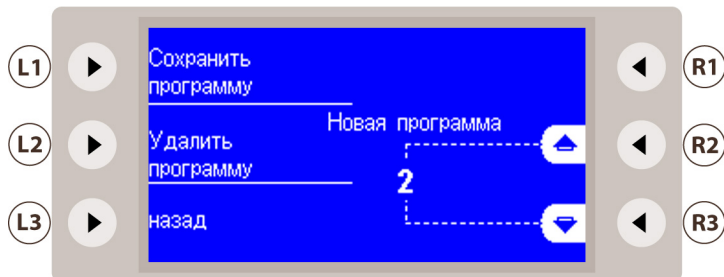 L1
Сохранить
программу
R1
L2
Удалить
программу
Новая программа
2
R2
L3
назад
R3